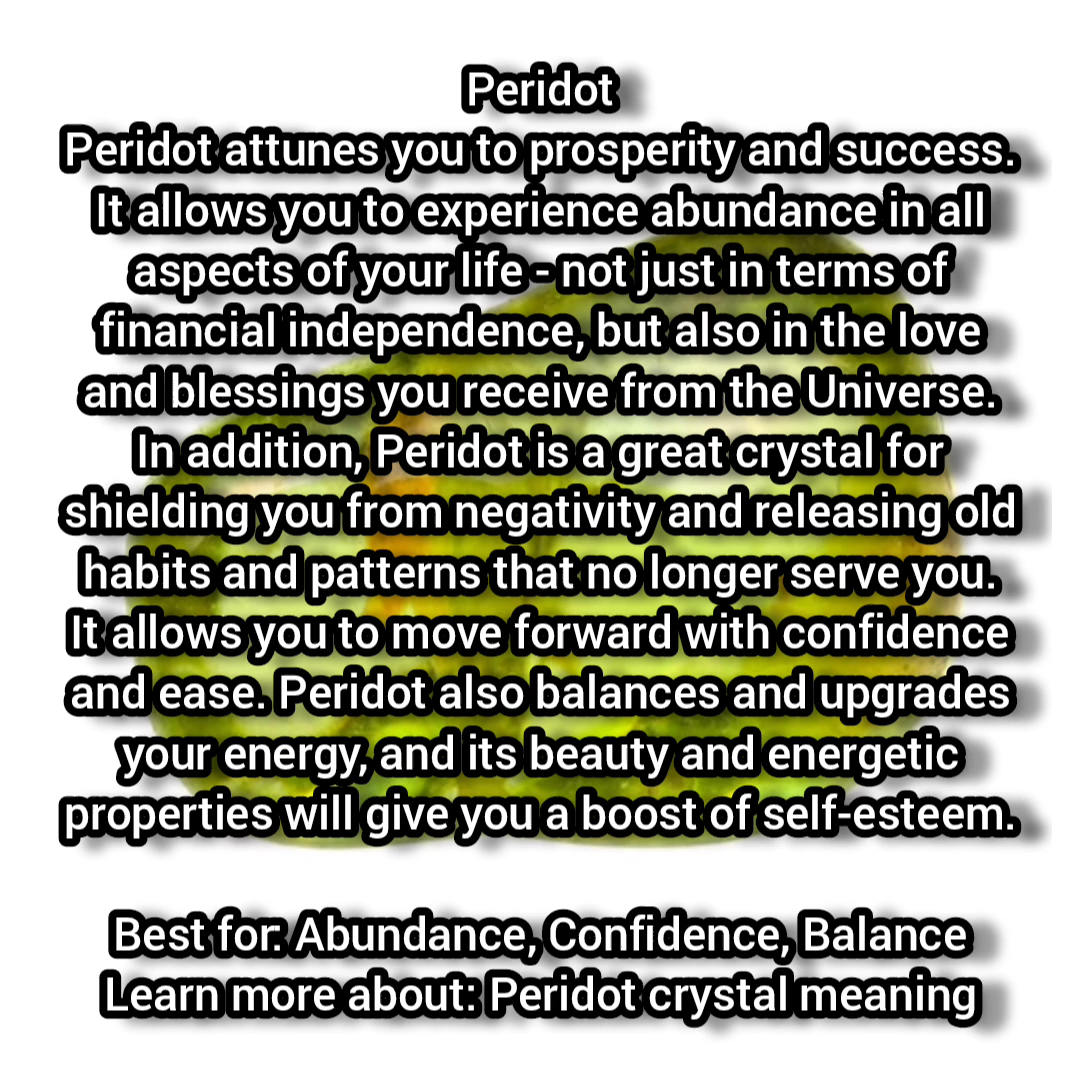 Peridot
Peridot attunes you to prosperity and success.
It allows you to experience abundance in all
aspects of your life - not just in terms of
financial independence, but also in the love
and blessings you receive from the Universe.
In addition, Peridot is a great crystal for
shielding you from negativity and releasing old
habits and patterns that no longer serve you.
It allows you to move forward with confidence
and ease. Peridot also balances and upgrades
your energy, and its beauty and energetic
properties will give you a boost of self-esteem.
Best for: Abundance, Confidence, Balance
Learn more about: Peridot crystal meaning